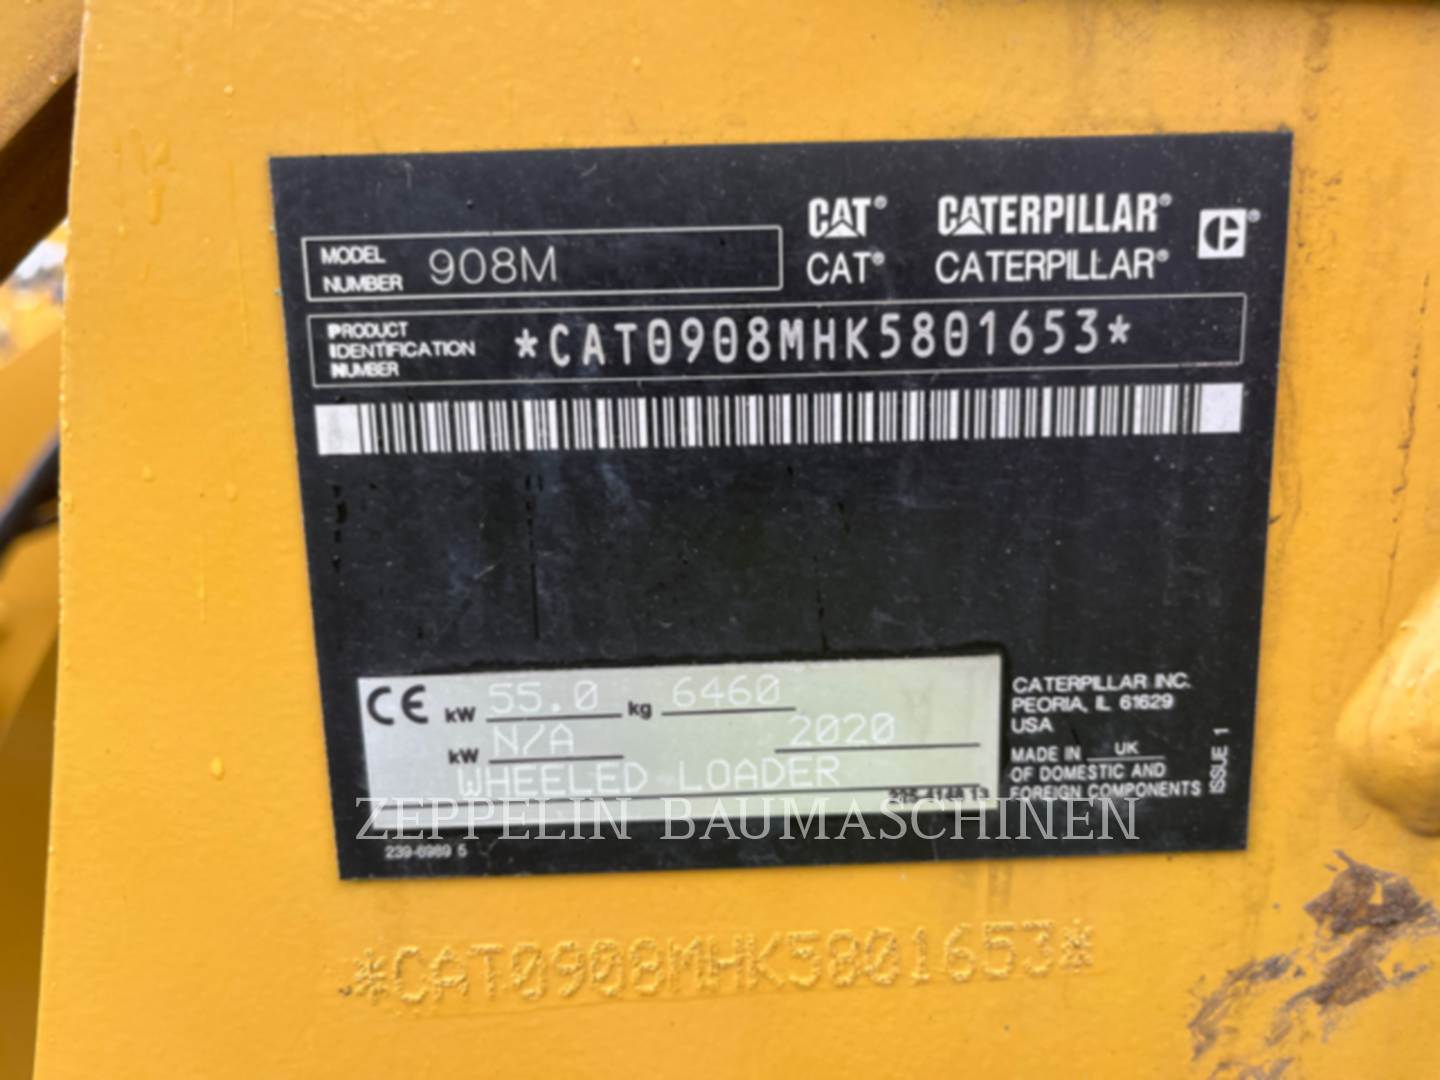 CAT® CATERPILLAR®
MODEL NUMBER 908M
CAT® CATERPILLAR®
PRODUCT IDENTIFICATION NUMBER *CAT0908MHK5801653*
CE kW 55.0 kg 6460
kW N/A 2020
WHEELED LOADER
CATERPILLAR INC.
PEORIA, IL 61629
USA
MADE IN UK
OF DOMESTIC AND
FOREIGN COMPONENTS
ISSUE 1
ZEPPELIN BAUMASCHINEN
239-6989 5
*CAT0908MHK5801653*